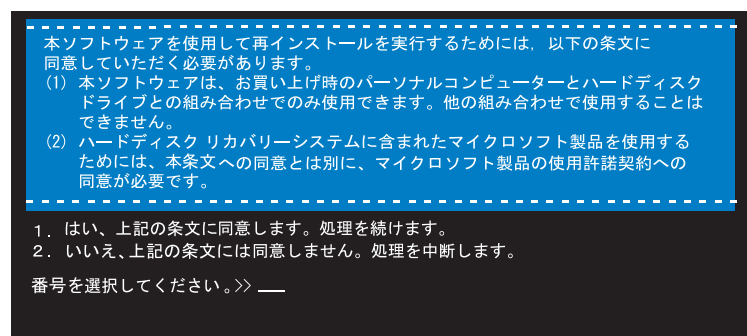 本ソフトウェアを使用して再インストールを実行するためには、以下の条文に
同意していただく必要があります。
(1) 本ソフトウェアは、お買い上げ時のパーソナルコンピューターとハードディスク
ドライブとの組み合わせでのみ使用できます。他の組み合わせで使用することは
できません。
(2) ハードディスク リカバリーシステムに含まれたマイクロソフト製品を使用する
ためには、本条文への同意とは別に、マイクロソフト製品の使用許諾契約への
同意が必要です。
1. はい、上記の条文に同意します。処理を続けます。
2. いいえ、上記の条文には同意しません。処理を中断します。
番号を選択してください。>> __